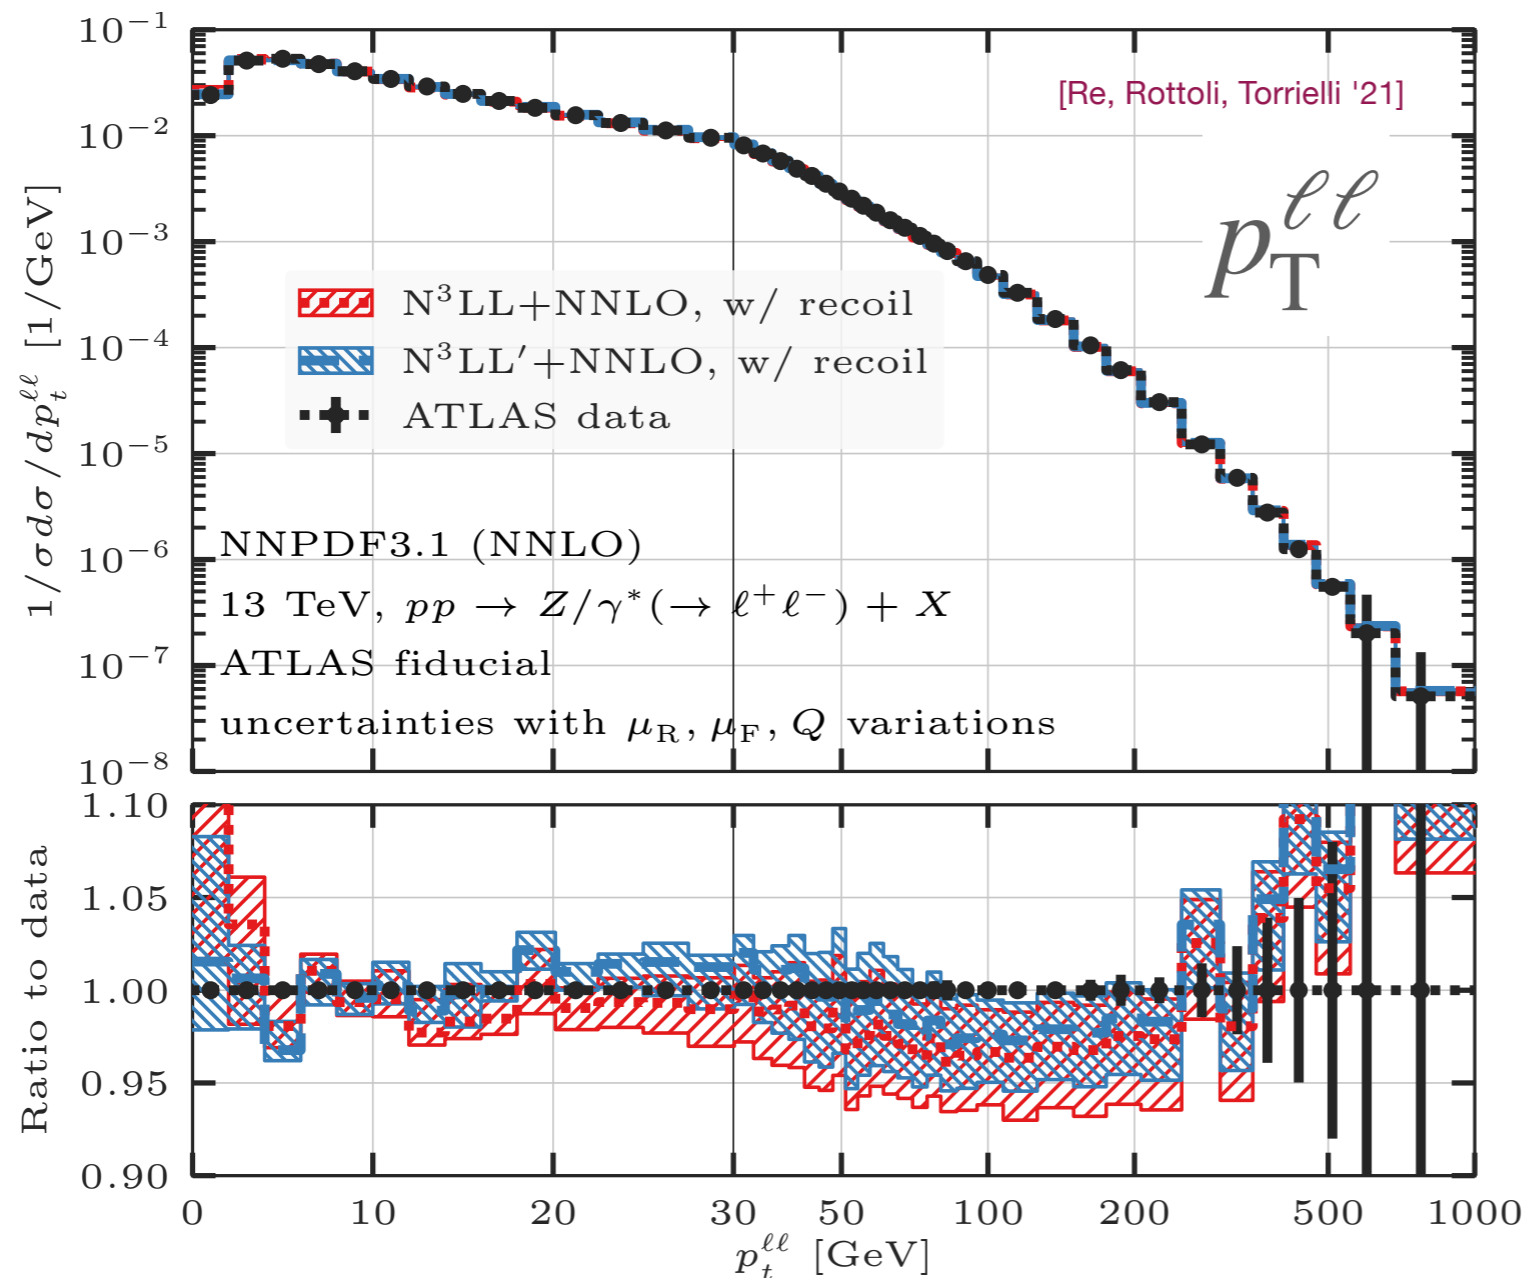 10⁻¹
[Re, Rottoli, Torrielli '21]
10⁻²
p_T^ℓℓ
10⁻³
N³LL+NNLO, w/ recoil
10⁻⁴
N³LL′+NNLO, w/ recoil
ATLAS data
10⁻⁵
1/σdσ/dp_t^ℓℓ [1/GeV]
NNPDF3.1 (NNLO)
10⁻⁶
13 TeV, pp → Z/γ*(→ ℓ⁺ℓ⁻) + X
10⁻⁷
ATLAS fiducial
uncertainties with μ_R, μ_F, Q variations
10⁻⁸
1.10
1.05
1.00
0.95
0.90
Ratio to data
0 10 20 30 50 100 200 500 1000
p_t^ℓℓ [GeV]